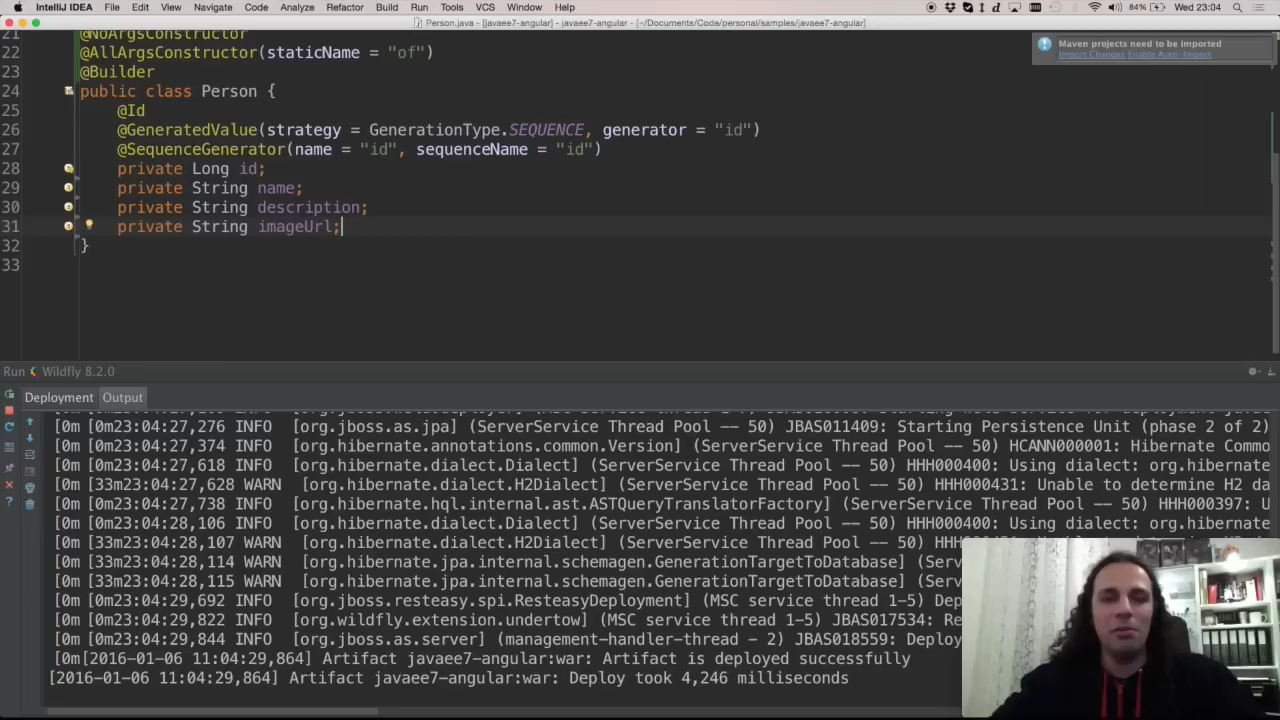 IntelliJ IDEA File Edit View Navigate Code Analyze Refactor Build Run Tools VCS Window Help 84% Wed 23:04
Person.java - [javaee7-angular] - javaee7-angular - [~/Documents/Code/personal/samples/javaee7-angular]
21 @NoArgsConstructor
22 @AllArgsConstructor(staticName = "of")
23 @Builder
24 public class Person {
25 @Id
26 @GeneratedValue(strategy = GenerationType.SEQUENCE, generator = "id")
27 @SequenceGenerator(name = "id", sequenceName = "id")
28 private Long id;
29 private String name;
30 private String description;
31 private String imageUrl;
32 }
33
Maven projects need to be imported
Import Changes Enable Auto-Import
Run Wildfly 8.2.0
Deployment Output
[0m [0m23:04:27,276 INFO [org.jboss.as.jpa] (ServerService Thread Pool -- 50) JBAS011409: Starting Persistence Unit (phase 2 of 2)
[0m [0m23:04:27,374 INFO [org.hibernate.annotations.common.Version] (ServerService Thread Pool -- 50) HCANN000001: Hibernate Commo
[0m [0m23:04:27,618 INFO [org.hibernate.dialect.Dialect] (ServerService Thread Pool -- 50) HHH000400: Using dialect: org.hibernate
[0m [33m23:04:27,628 WARN [org.hibernate.dialect.H2Dialect] (ServerService Thread Pool -- 50) HHH000431: Unable to determine H2 da
[0m [0m23:04:27,738 INFO [org.hibernate.hql.internal.ast.ASTQueryTranslatorFactory] (ServerService Thread Pool -- 50) HHH000397: U
[0m [0m23:04:28,106 INFO [org.hibernate.dialect.Dialect] (ServerService Thread Pool -- 50) HHH000400: Using dialect: org.hibernate
[0m [33m23:04:28,107 WARN [org.hibernate.dialect.H2Dialect] (ServerService Thread Pool -- 50)
[0m [33m23:04:28,114 WARN [org.hibernate.jpa.internal.schemagen.GenerationTargetToDatabase] (Serv
[0m [33m23:04:28,115 WARN [org.hibernate.jpa.internal.schemagen.GenerationTargetToDatabase] (Serv
[0m [0m23:04:29,692 INFO [org.jboss.resteasy.spi.ResteasyDeployment] (MSC service thread 1-5) Dep
[0m [0m23:04:29,822 INFO [org.wildfly.extension.undertow] (MSC service thread 1-5) JBAS017534: Re
[0m [0m23:04:29,844 INFO [org.jboss.as.server] (management-handler-thread - 2) JBAS018559: Deploy
[0m[2016-01-06 11:04:29,864] Artifact javaee7-angular:war: Artifact is deployed successfully
[2016-01-06 11:04:29,864] Artifact javaee7-angular:war: Deploy took 4,246 milliseconds